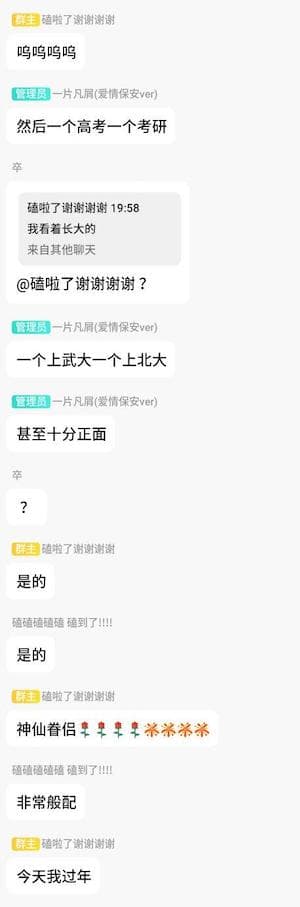 群主 磕啦了谢谢谢谢
呜呜呜呜
管理员 一片凡屑(爱情保安ver)
然后一个高考一个考研
卒
磕啦了谢谢谢谢 19:58
我看着长大的
来自其他聊天
@磕啦了谢谢谢谢 ？
管理员 一片凡屑(爱情保安ver)
一个上武大一个上北大
管理员 一片凡屑(爱情保安ver)
甚至十分正面
卒
？
群主 磕啦了谢谢谢谢
是的
磕磕磕磕磕 磕到了!!!!
是的
群主 磕啦了谢谢谢谢
神仙眷侣
磕磕磕磕磕 磕到了!!!!
非常般配
群主 磕啦了谢谢谢谢
今天我过年